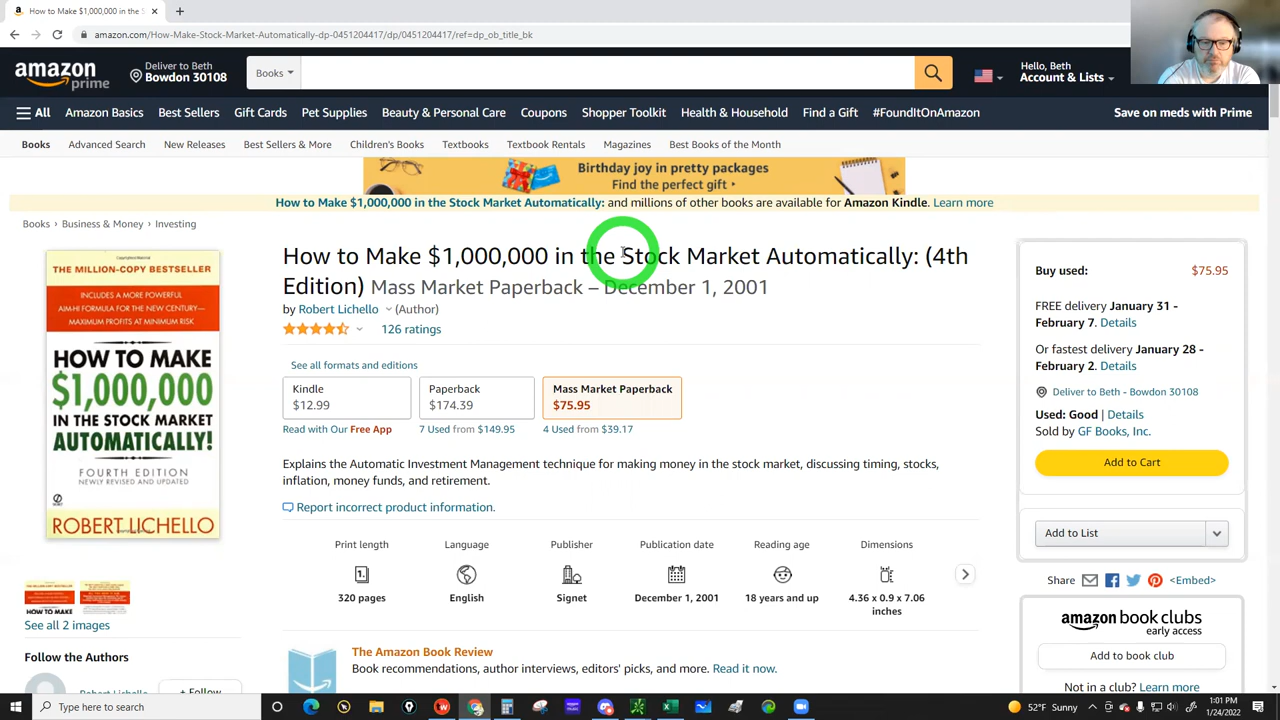 How to Make $1,000,000 in the S
amazon.com/How-Make-Stock-Market-Automatically-dp-0451204417/dp/0451204417/ref=dp_ob_title_bk
amazon
prime
Deliver to Beth
Bowdon 30108
Books
Hello, Beth
Account & Lists
All
Amazon Basics
Best Sellers
Gift Cards
Pet Supplies
Beauty & Personal Care
Coupons
Shopper Toolkit
Health & Household
Find a Gift
#FoundItOnAmazon
Save on meds with Prime
Books
Advanced Search
New Releases
Best Sellers & More
Children's Books
Textbooks
Textbook Rentals
Magazines
Best Books of the Month
Birthday joy in pretty packages
Find the perfect gift
How to Make $1,000,000 in the Stock Market Automatically: and millions of other books are available for Amazon Kindle. Learn more
Books › Business & Money › Investing
THE MILLION-COPY BESTSELLER
INCLUDES A MORE POWERFUL
AIM-HI FORMULA FOR THE NEW CENTURY—
MAXIMUM PROFITS AT MINIMUM RISK
HOW TO MAKE
$1,000,000
IN THE STOCK MARKET
AUTOMATICALLY!
FOURTH EDITION
NEWLY REVISED AND UPDATED
ROBERT LICHELLO
HOW TO MAKE
See all 2 images
Follow the Authors
Robert Lichello
+ Follow
How to Make $1,000,000 in the Stock Market Automatically: (4th
Edition) Mass Market Paperback – December 1, 2001
by Robert Lichello (Author)
126 ratings
See all formats and editions
Kindle
$12.99
Read with Our Free App
Paperback
$174.39
7 Used from $149.95
Mass Market Paperback
$75.95
4 Used from $39.17
Explains the Automatic Investment Management technique for making money in the stock market, discussing timing, stocks,
inflation, money funds, and retirement.
Report incorrect product information.
Print length
320 pages
Language
English
Publisher
Signet
Publication date
December 1, 2001
Reading age
18 years and up
Dimensions
4.36 x 0.9 x 7.06
inches
The Amazon Book Review
Book recommendations, author interviews, editors' picks, and more. Read it now.
Buy used:
$75.95
FREE delivery January 31 -
February 7. Details
Or fastest delivery January 28 -
February 2. Details
Deliver to Beth - Bowdon 30108
Used: Good | Details
Sold by GF Books, Inc.
Add to Cart
Add to List
Share
<Embed>
amazon book clubs
early access
Add to book club
Not in a club? Learn more
Type here to search
52°F Sunny
1:01 PM
1/24/2022